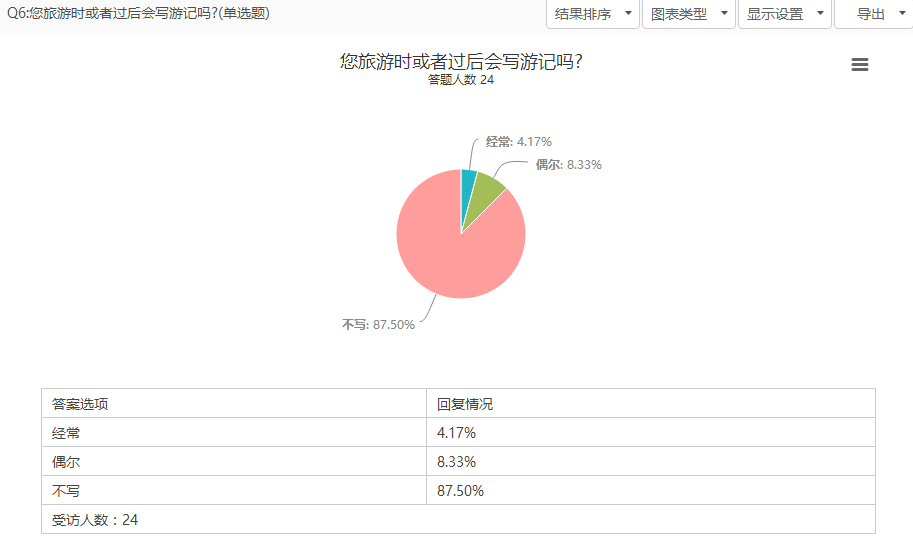 Q6:您旅游时或者过后会写游记吗?(单选题)
结果排序 图表类型 显示设置 导出
您旅游时或者过后会写游记吗?
答题人数 24
经常: 4.17%
偶尔: 8.33%
不写: 87.50%
答案选项 回复情况
经常 4.17%
偶尔 8.33%
不写 87.50%
受访人数：24